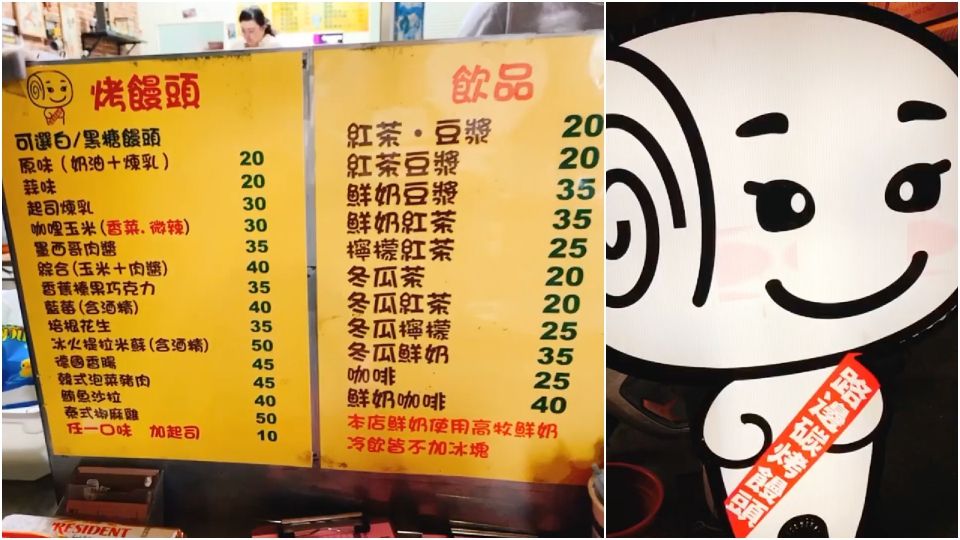 烤饅頭
可選白/黑糖饅頭
原味（奶油＋煉乳） 20
蒜味 20
起司煉乳 30
咖哩玉米(香菜.微辣) 30
墨西哥肉醬 35
綜合(玉米＋肉醬) 40
香蕉榛果巧克力 35
藍莓(含酒精) 40
培根花生 35
冰火提拉米蘇(含酒精) 50
德國香腸 45
韓式泡菜豬肉 45
鮪魚沙拉 40
泰式椒麻雞 50
任一口味 加起司 10
飲品
紅茶・豆漿 20
紅茶豆漿 20
鮮奶豆漿 35
鮮奶紅茶 35
檸檬紅茶 25
冬瓜茶 20
冬瓜紅茶 20
冬瓜檸檬 25
冬瓜鮮奶 35
咖啡 25
鮮奶咖啡 40
本店鮮奶使用高牧鮮奶
冷飲皆不加冰塊
RESIDENT
路邊碳烤饅頭